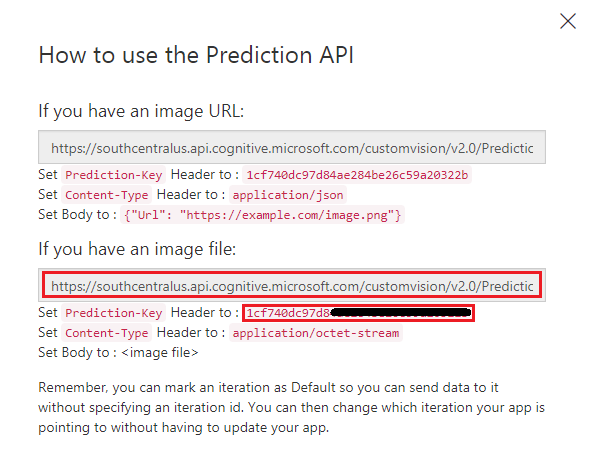 How to use the Prediction API
If you have an image URL:
https://southcentralus.api.cognitive.microsoft.com/customvision/v2.0/Predictic
Set Prediction-Key Header to : 1cf740dc97d84ae284be26c59a20322b
Set Content-Type Header to : application/json
Set Body to : {"Url": "https://example.com/image.png"}
If you have an image file:
https://southcentralus.api.cognitive.microsoft.com/customvision/v2.0/Predictic
Set Prediction-Key Header to : 1cf740dc97d8
Set Content-Type Header to : application/octet-stream
Set Body to : <image file>
Remember, you can mark an iteration as Default so you can send data to it
without specifying an iteration id. You can then change which iteration your app is
pointing to without having to update your app.